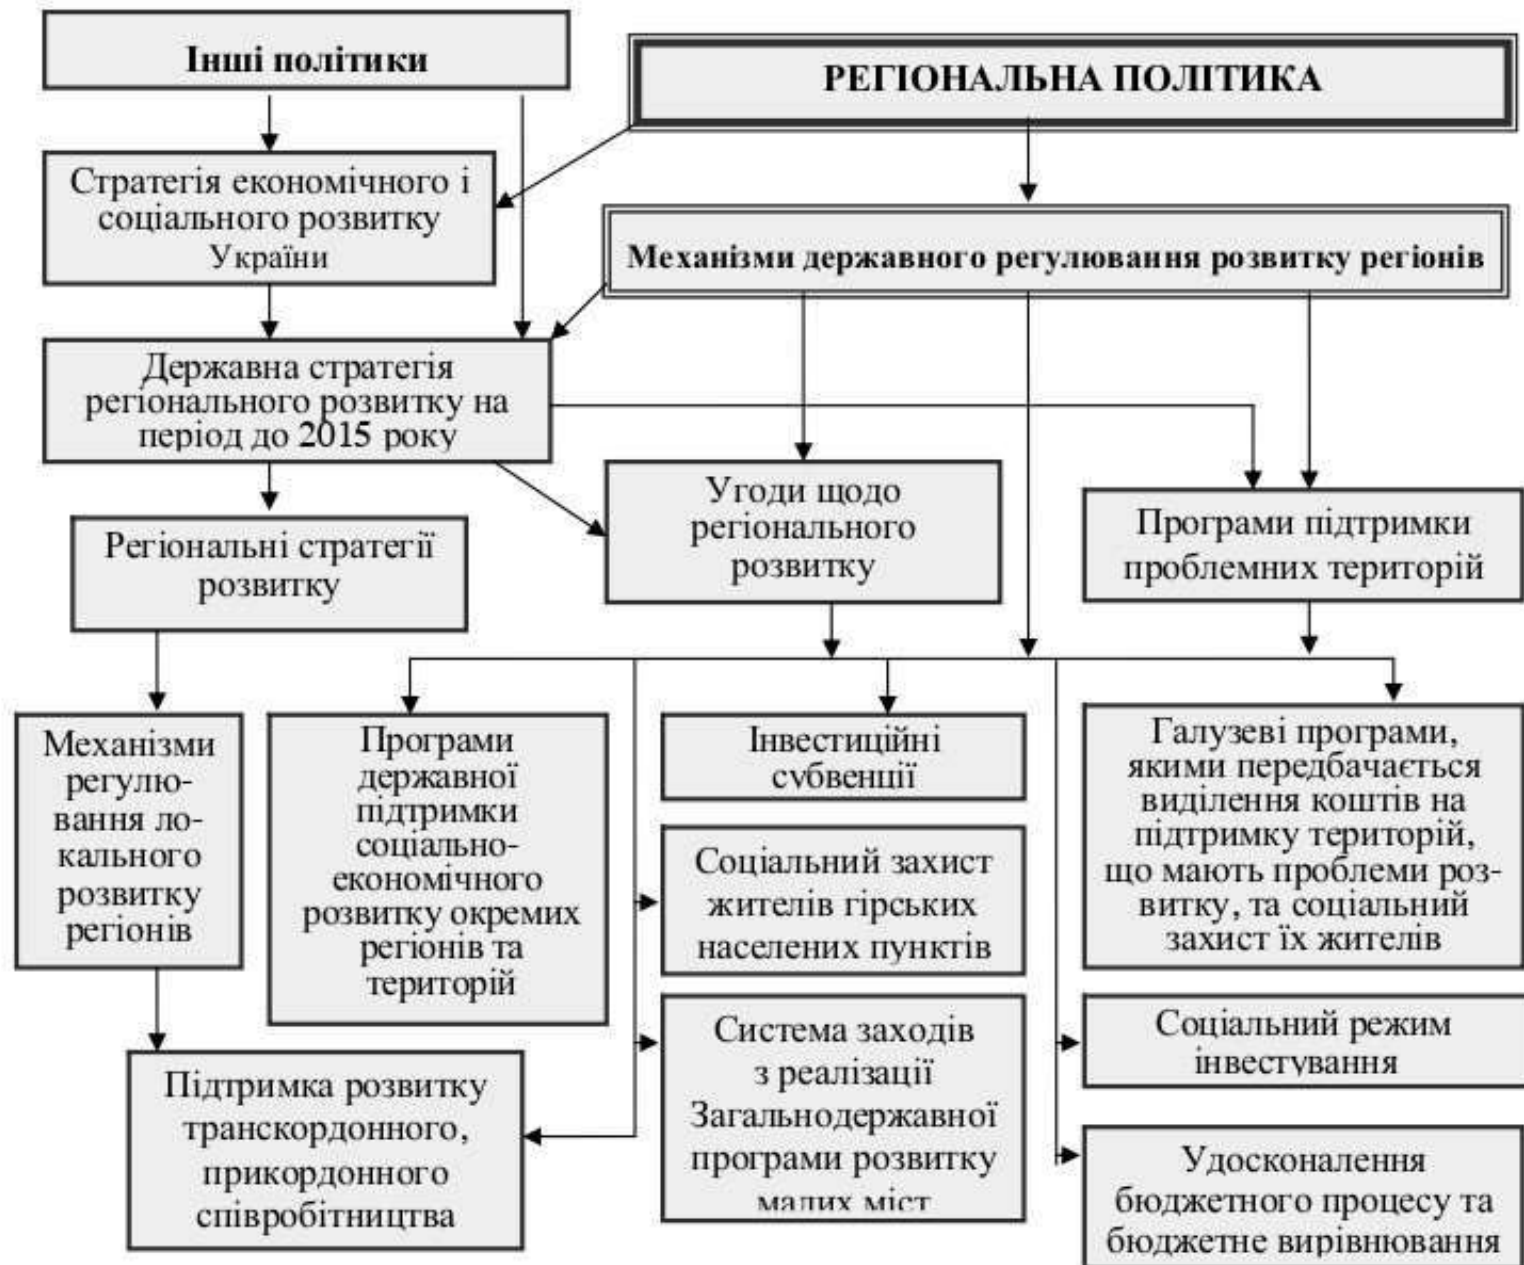 Інші політики
РЕГІОНАЛЬНА ПОЛІТИКА
Стратегія економічного і
соціального розвитку
України
Механізми державного регулювання розвитку регіонів
Державна стратегія
регіонального розвитку на
період до 2015 року
Угоди щодо
регіонального
розвитку
Програми підтримки
проблемних територій
Регіональні стратегії
розвитку
Механізми
регулю-
вання ло-
кального
розвитку
регіонів
Програми
державної
підтримки
соціально-
економічного
розвитку окремих
регіонів та
територій
Інвестиційні
субвенції
Галузеві програми,
якими передбачається
виділення коштів на
підтримку територій,
що мають проблеми роз-
витку, та соціальний
захист їх жителів
Соціальний захист
жителів гірських
населених пунктів
Система заходів
з реалізації
Загальнодержавної
програми розвитку
малих міст
Соціальний режим
інвестування
Підтримка розвитку
транскордонного,
прикордонного
співробітництва
Удосконалення
бюджетного процесу та
бюджетне вирівнювання